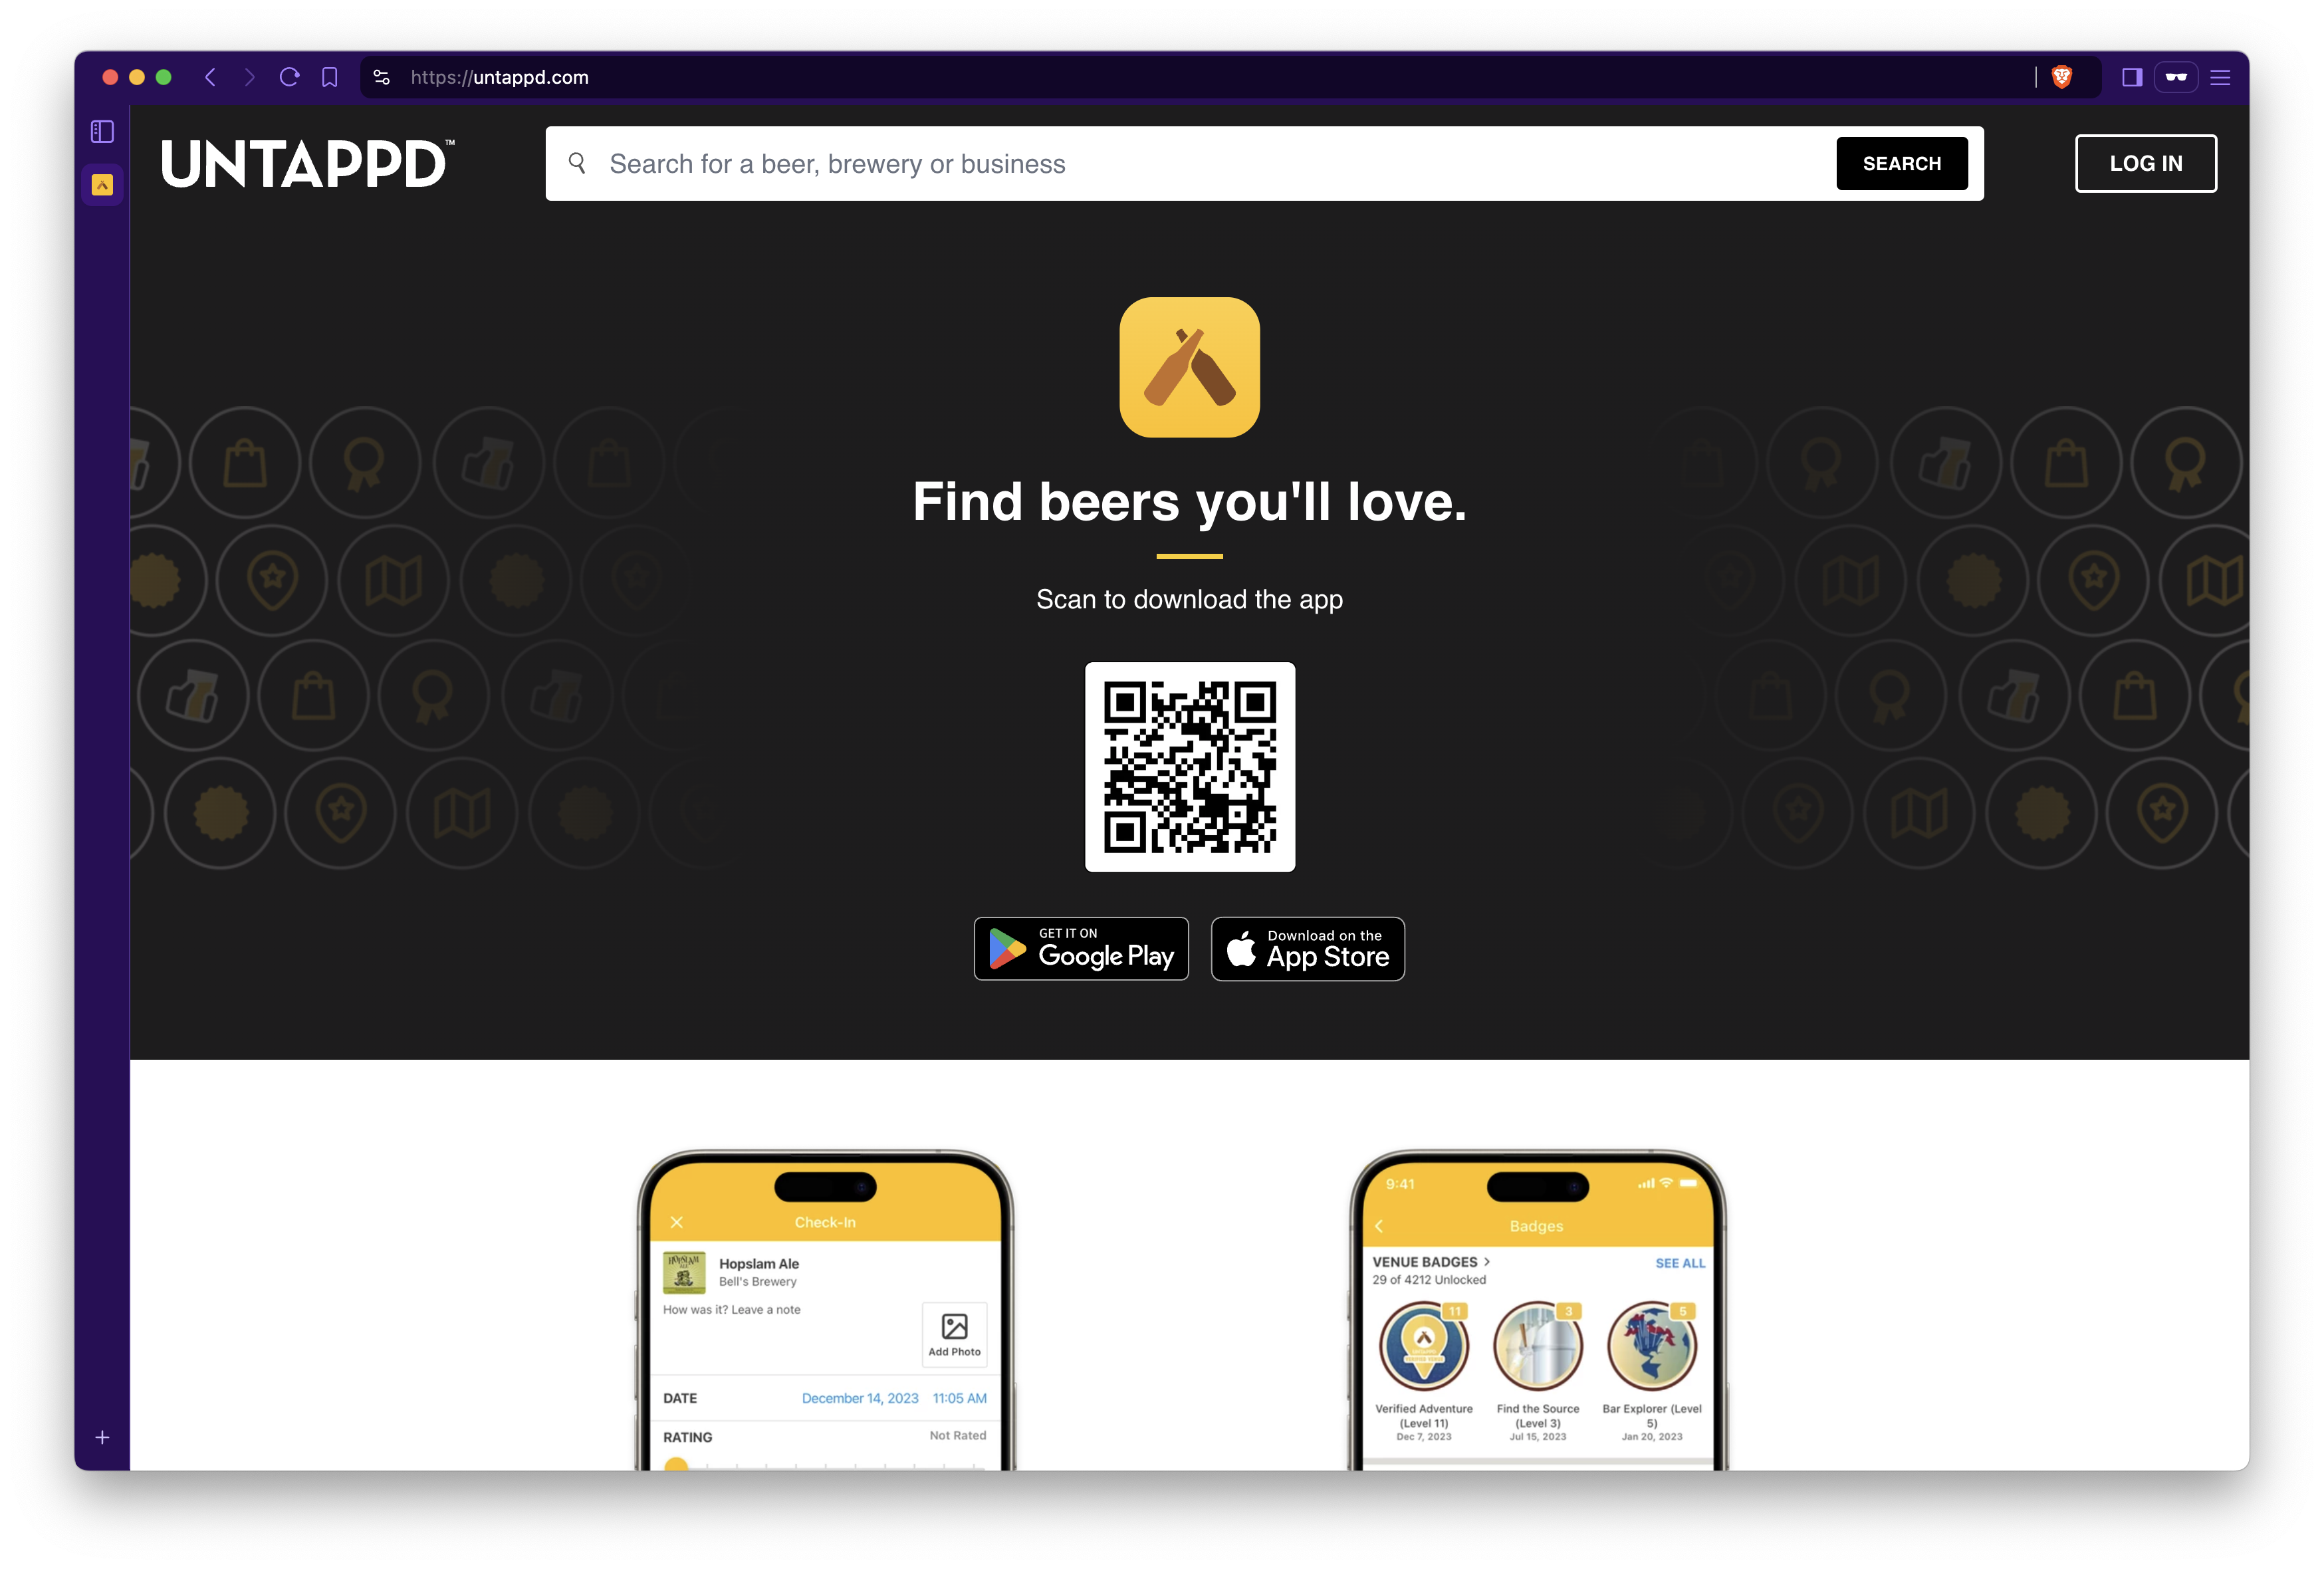 https://untappd.com
UNTAPPD™
Search for a beer, brewery or business
SEARCH
LOG IN
Find beers you'll love.
Scan to download the app
GET IT ON
Google Play
Download on the
App Store
Check-In
HOPSLAM
ALE
Hopslam Ale
Bell's Brewery
How was it? Leave a note
Add Photo
DATE December 14, 2023 11:05 AM
RATING Not Rated
9:41
Badges
VENUE BADGES >
SEE ALL
29 of 4212 Unlocked
11
3
5
Verified Adventure
(Level 11)
Dec 7, 2023
Find the Source
(Level 3)
Jul 15, 2023
Bar Explorer (Level
5)
Jan 20, 2023